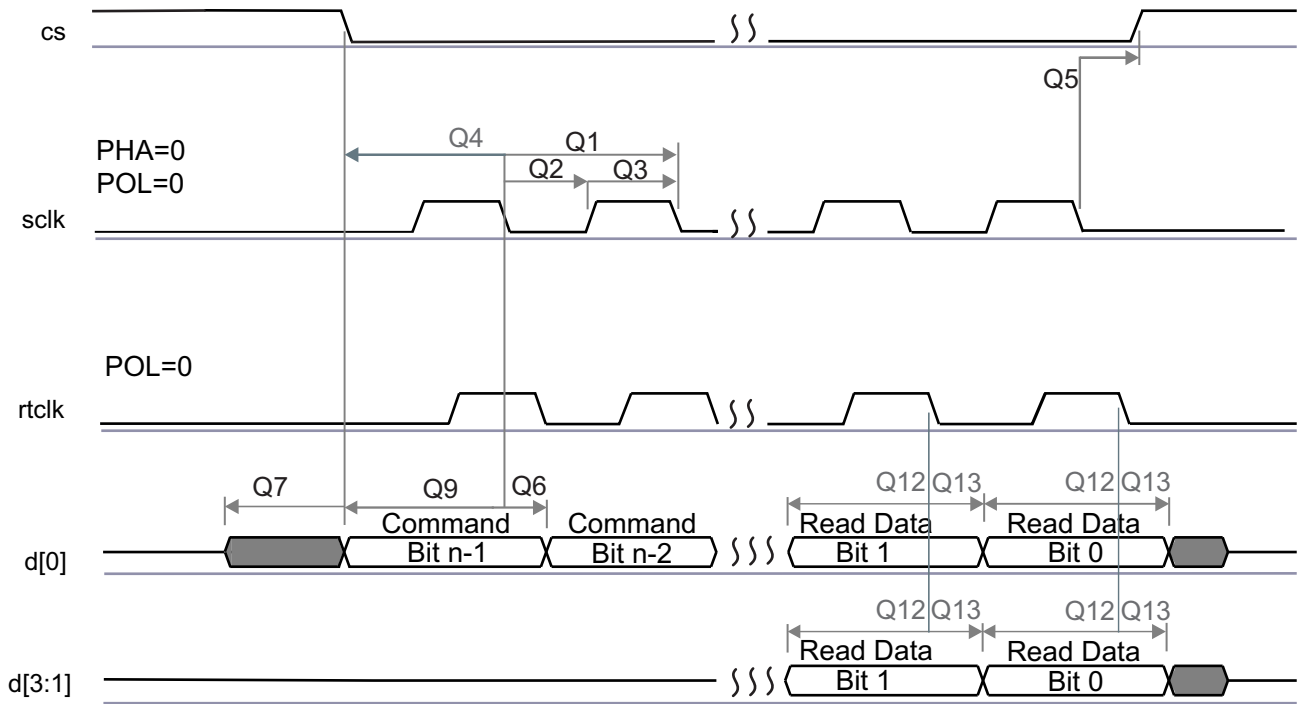 cs
Q5
PHA=0
Q4 Q1
POL=0
Q2 Q3
sclk
POL=0
rtclk
Q7 Q9 Q6 Q12 Q13 Q12 Q13
Command Command Read Data Read Data
d[0] Bit n-1 Bit n-2 Bit 1 Bit 0
Q12 Q13 Q12 Q13
Read Data Read Data
d[3:1] Bit 1 Bit 0